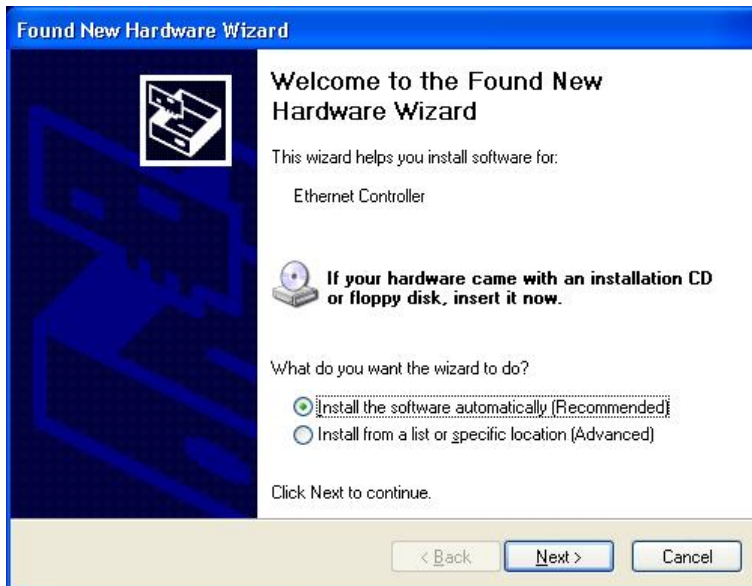 Found New Hardware Wizard
Welcome to the Found New
Hardware Wizard
This wizard helps you install software for:
Ethernet Controller
If your hardware came with an installation CD
or floppy disk, insert it now.
What do you want the wizard to do?
Install the software automatically (Recommended)
Install from a list or specific location (Advanced)
Click Next to continue.
< Back Next > Cancel